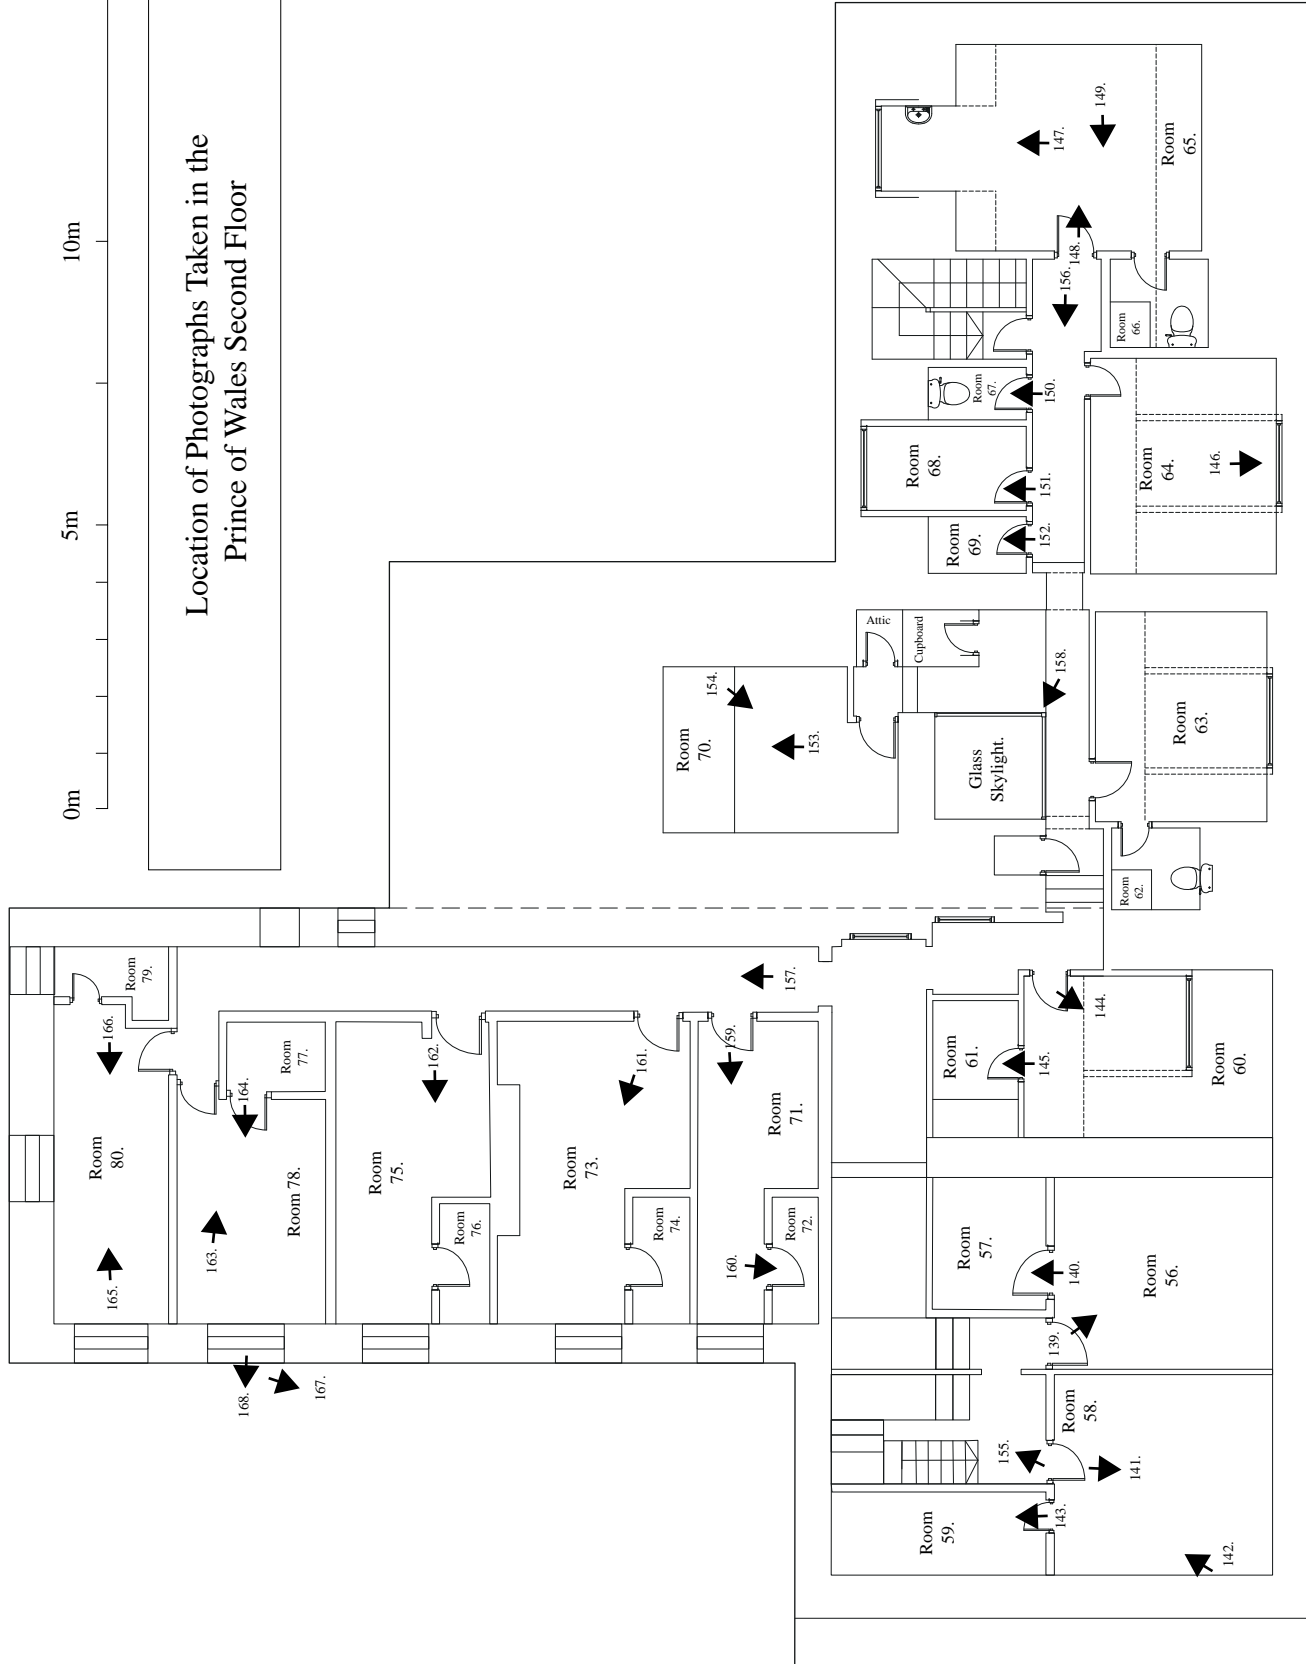 Location of Photographs Taken in the
Prince of Wales Second Floor
0m
5m
10m
Room
79.
166.
Room
80.
165.
164.
Room
77.
163.
Room 78.
168.
167.
162.
Room
75.
Room
76.
161.
Room
73.
Room
74.
159.
Room
71.
160.
Room
72.
157.
Room
70.
154.
153.
Attic
Cupboard
Glass
Skylight.
158.
Room
63.
Room
62.
Room
69.
152.
Room
68.
151.
Room
67.
150.
156.
148.
147.
149.
Room
65.
Room
66.
Room
64.
146.
Room
61.
145.
144.
Room
60.
Room
57.
140.
Room
56.
139.
Room
58.
155.
141.
Room
59.
143.
142.